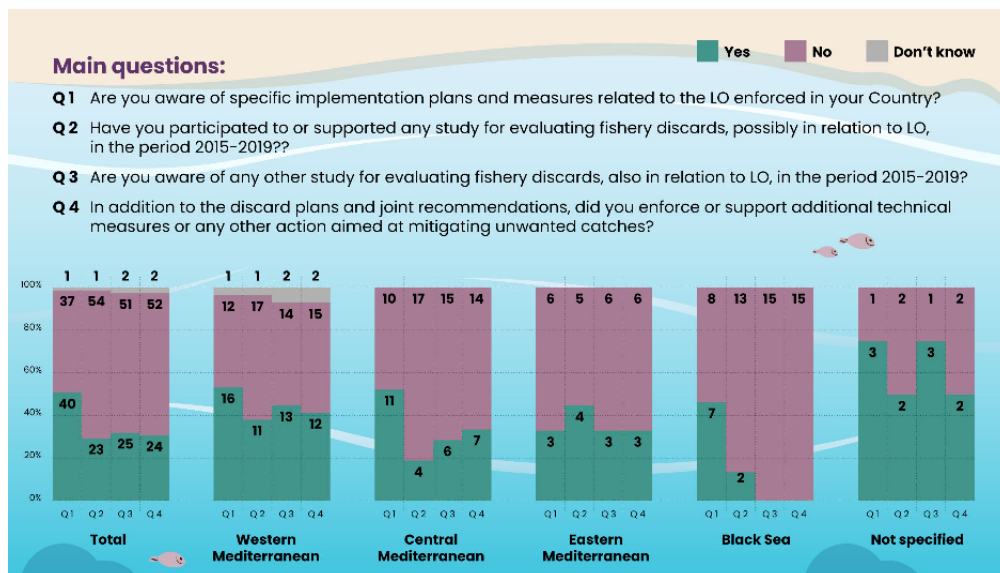 Yes No Don't know
Main questions:
Q1 Are you aware of specific implementation plans and measures related to the LO enforced in your Country?
Q2 Have you participated to or supported any study for evaluating fishery discards, possibly in relation to LO,
in the period 2015-2019??
Q3 Are you aware of any other study for evaluating fishery discards, also in relation to LO, in the period 2015-2019?
Q4 In addition to the discard plans and joint recommendations, did you enforce or support additional technical
measures or any other action aimed at mitigating unwanted catches?
1 1 2 2 1 1 2 2
100%
37 54 51 52 12 17 14 15 10 17 15 14 6 5 6 6 8 13 15 15 1 2 1 2
80%
60%
3 3
40%
40 23 25 24 16 11 13 12 11 4 6 7 3 4 3 3 7 2 2 2
20%
0%
Q1 Q2 Q3 Q4 Q1 Q2 Q3 Q4 Q1 Q2 Q3 Q4 Q1 Q2 Q3 Q4 Q1 Q2 Q3 Q4 Q1 Q2 Q3 Q4
Total Western Central Eastern Black Sea Not specified
Mediterranean Mediterranean Mediterranean